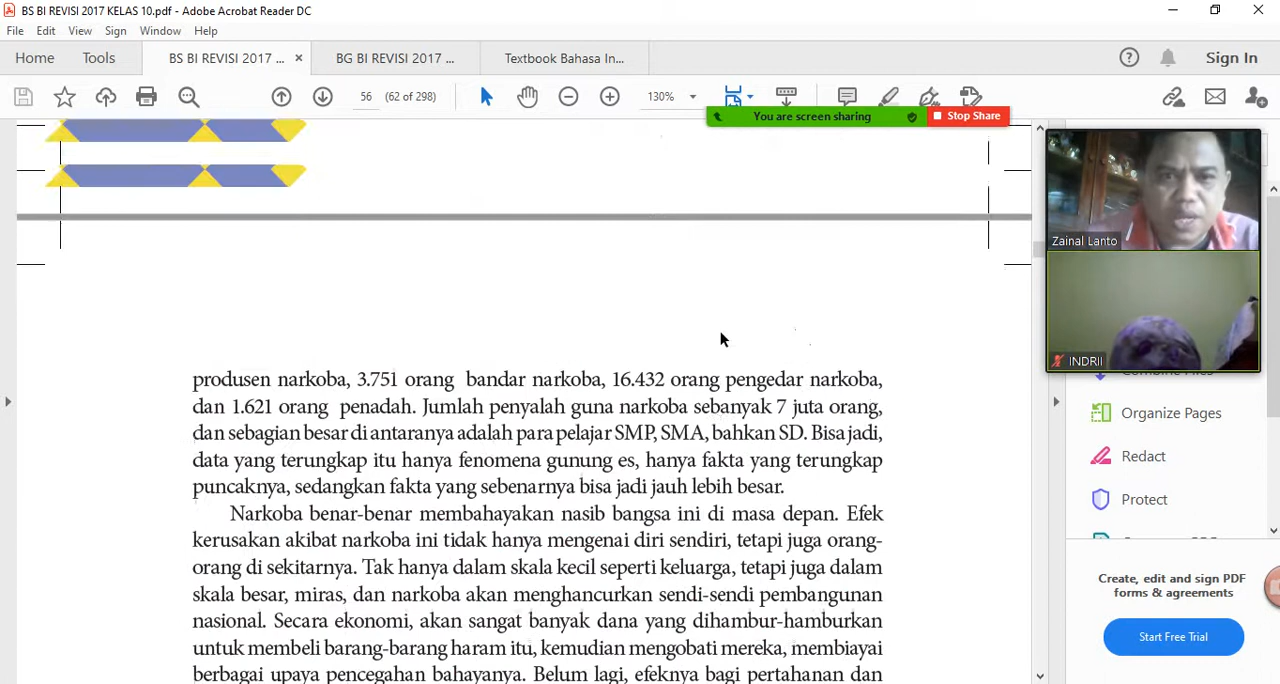 BS BI REVISI 2017 KELAS 10.pdf - Adobe Acrobat Reader DC
File Edit View Sign Window Help
Home Tools BS BI REVISI 2017 ... × BG BI REVISI 2017 ... Textbook Bahasa In... Sign In
56 (62 of 298) 130%
You are screen sharing Stop Share
Zainal Lanto
INDRII
produsen narkoba, 3.751 orang bandar narkoba, 16.432 orang pengedar narkoba,
dan 1.621 orang penadah. Jumlah penyalah guna narkoba sebanyak 7 juta orang,
dan sebagian besar di antaranya adalah para pelajar SMP, SMA, bahkan SD. Bisa jadi,
data yang terungkap itu hanya fenomena gunung es, hanya fakta yang terungkap
puncaknya, sedangkan fakta yang sebenarnya bisa jadi jauh lebih besar.
Narkoba benar-benar membahayakan nasib bangsa ini di masa depan. Efek
kerusakan akibat narkoba ini tidak hanya mengenai diri sendiri, tetapi juga orang-
orang di sekitarnya. Tak hanya dalam skala kecil seperti keluarga, tetapi juga dalam
skala besar, miras, dan narkoba akan menghancurkan sendi-sendi pembangunan
nasional. Secara ekonomi, akan sangat banyak dana yang dihambur-hamburkan
untuk membeli barang-barang haram itu, kemudian mengobati mereka, membiayai
berbagai upaya pencegahan bahayanya. Belum lagi, efeknya bagi pertahanan dan
Organize Pages
Redact
Protect
Create, edit and sign PDF
forms & agreements
Start Free Trial